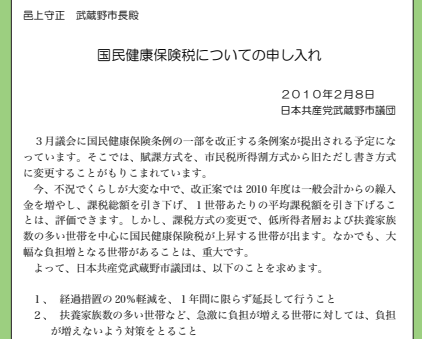 邑上守正　武蔵野市長殿
国民健康保険税についての申し入れ
２０１０年２月８日
日本共産党武蔵野市議団
３月議会に国民健康保険条例の一部を改正する条例案が提出される予定にな
っています。そこでは、賦課方式を、市民税所得割方式から旧ただし書き方式
に変更することがもりこまれています。
今、不況でくらしが大変な中で、改正案では 2010 年度は一般会計からの繰入
金を増やし、課税総額を引き下げ、１世帯あたりの平均課税額を引き下げるこ
とは、評価できます。しかし、課税方式の変更で、低所得者層および扶養家族
数の多い世帯を中心に国民健康保険税が上昇する世帯が出ます。なかでも、大
幅な負担増となる世帯があることは、重大です。
よって、日本共産党武蔵野市議団は、以下のことを求めます。
１、　経過措置の 20％軽減を、１年間に限らず延長して行うこと
２、　扶養家族数の多い世帯など、急激に負担が増える世帯に対しては、負担
が増えないよう対策をとること